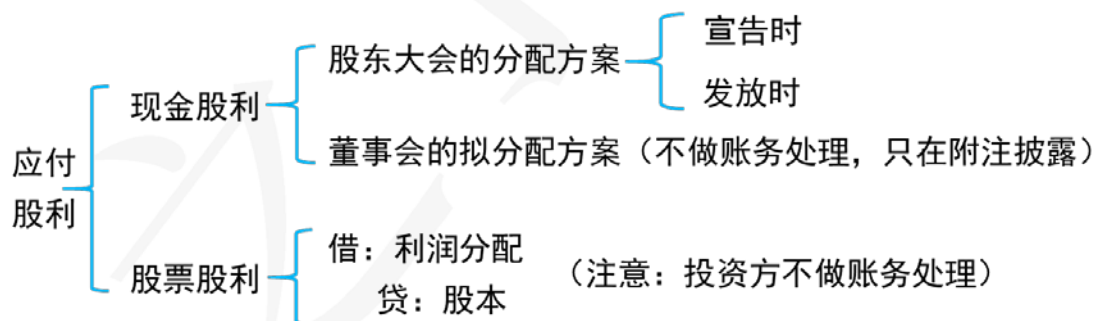 应付
股利
现金股利
股东大会的分配方案
宣告时
发放时
董事会的拟分配方案（不做账务处理，只在附注披露）
股票股利
借：利润分配
贷：股本
（注意：投资方不做账务处理）